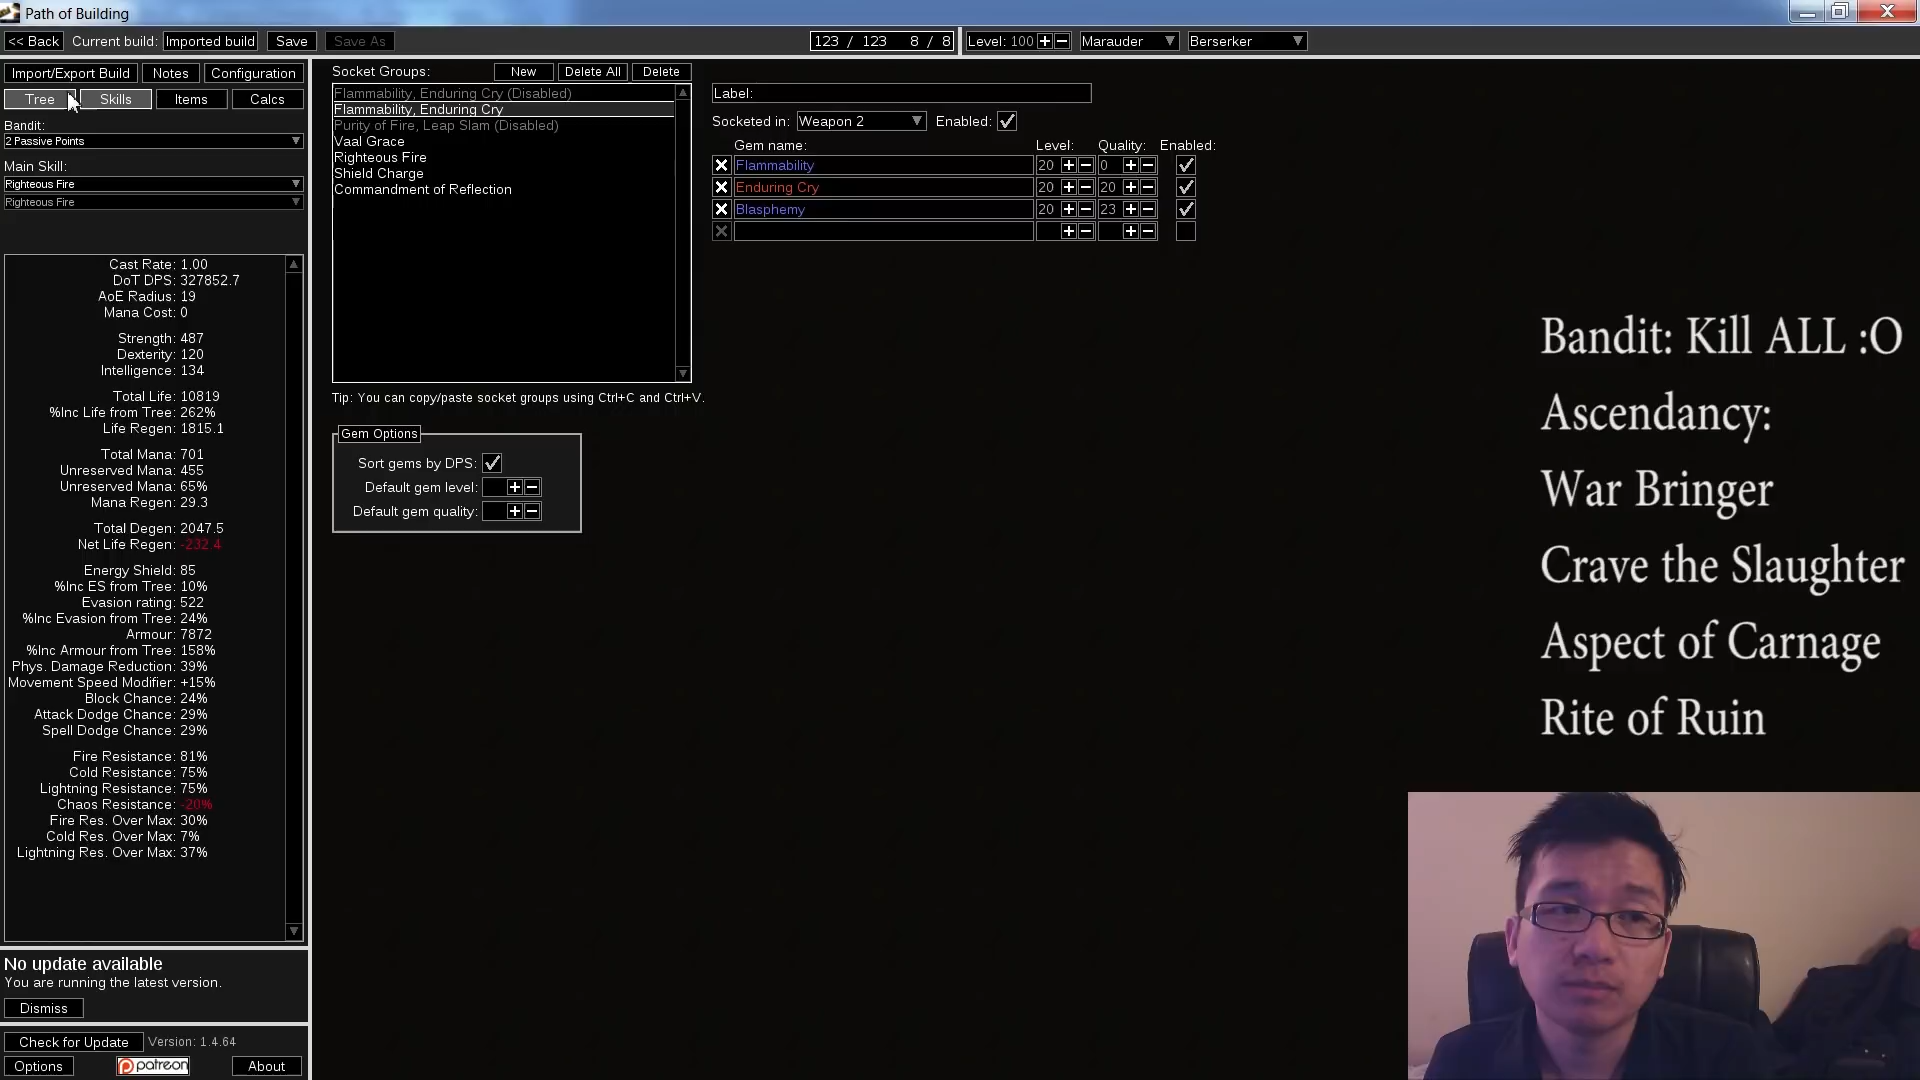 Path of Building
<< Back Current build: Imported build Save Save As 123 / 123 8 / 8 Level: 100 Marauder Berserker
Import/Export Build Notes Configuration
Tree Skills Items Calcs
Bandit:
2 Passive Points
Main Skill:
Righteous Fire
Righteous Fire
Cast Rate: 1.00
DoT DPS: 327852.7
AoE Radius: 19
Mana Cost: 0
Strength: 487
Dexterity: 120
Intelligence: 134
Total Life: 10819
%Inc Life from Tree: 262%
Life Regen: 1815.1
Total Mana: 701
Unreserved Mana: 455
Unreserved Mana: 65%
Mana Regen: 29.3
Total Degen: 2047.5
Net Life Regen: -232.4
Energy Shield: 85
%Inc ES from Tree: 10%
Evasion rating: 522
%Inc Evasion from Tree: 24%
Armour: 7872
%Inc Armour from Tree: 158%
Phys. Damage Reduction: 39%
Movement Speed Modifier: +15%
Block Chance: 24%
Attack Dodge Chance: 29%
Spell Dodge Chance: 29%
Fire Resistance: 81%
Cold Resistance: 75%
Lightning Resistance: 75%
Chaos Resistance: -20%
Fire Res. Over Max: 30%
Cold Res. Over Max: 7%
Lightning Res. Over Max: 37%
No update available
You are running the latest version.
Dismiss
Check for Update Version: 1.4.64
Options patreon About
Socket Groups: New Delete All Delete
Flammability, Enduring Cry (Disabled)
Flammability, Enduring Cry
Purity of Fire, Leap Slam (Disabled)
Vaal Grace
Righteous Fire
Shield Charge
Commandment of Reflection
Tip: You can copy/paste socket groups using Ctrl+C and Ctrl+V.
Gem Options
Sort gems by DPS:
Default gem level:
Default gem quality:
Label:
Socketed in: Weapon 2 Enabled:
Gem name: Level: Quality: Enabled:
Flammability 20 0
Enduring Cry 20 20
Blasphemy 20 23
Bandit: Kill ALL :O
Ascendancy:
War Bringer
Crave the Slaughter
Aspect of Carnage
Rite of Ruin